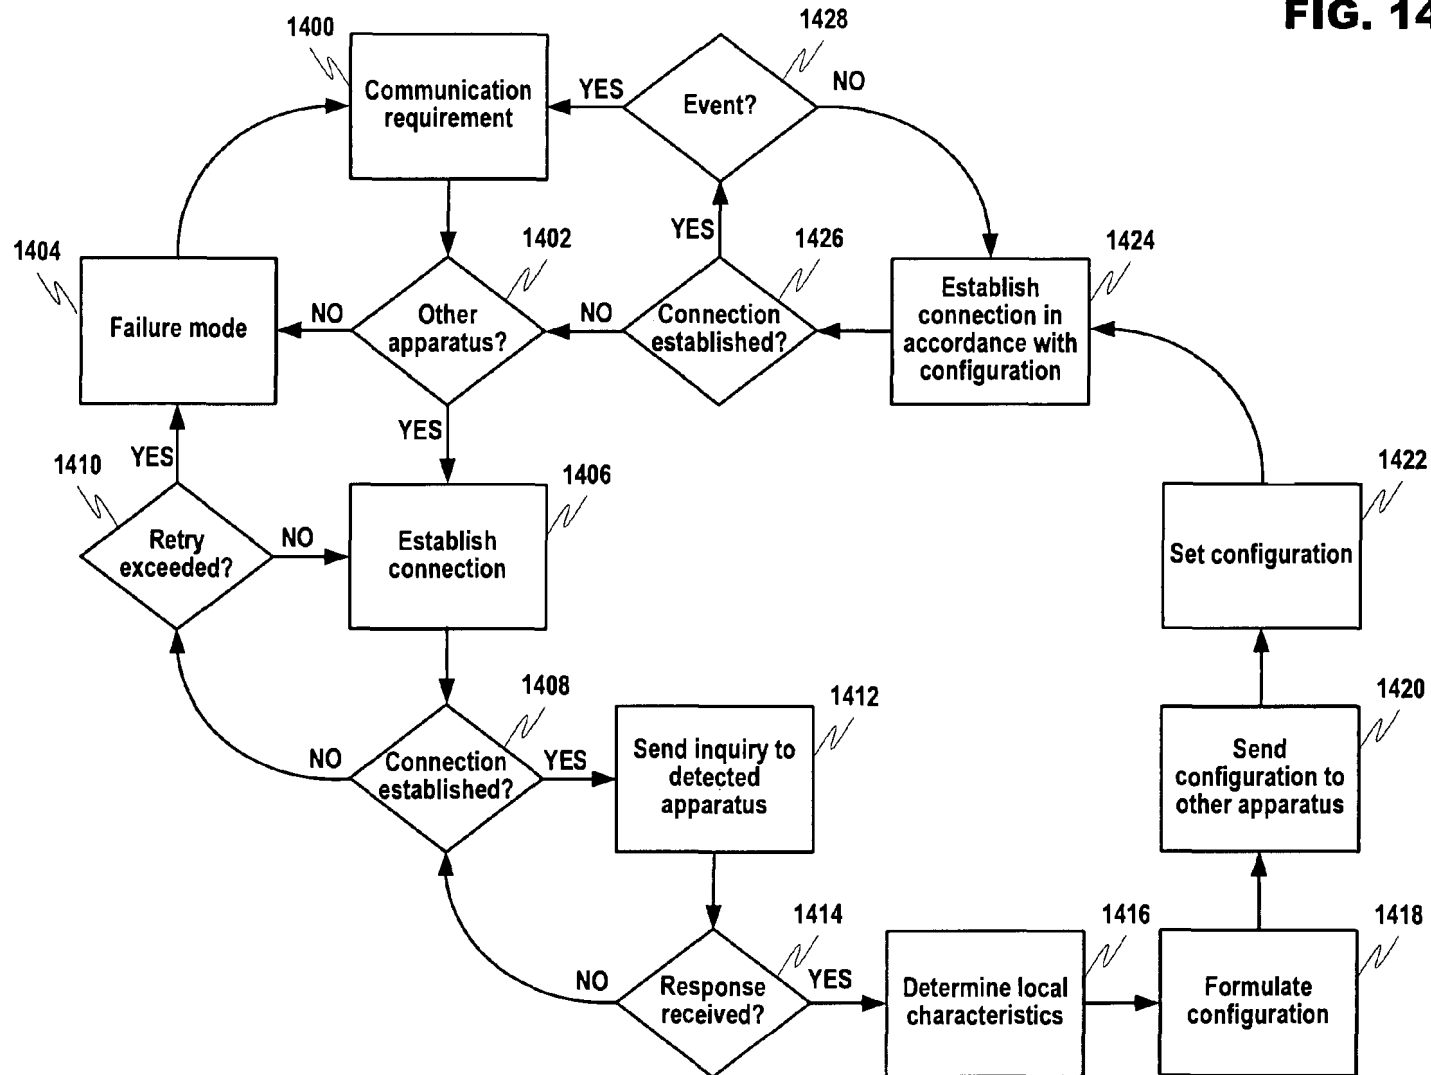 FIG. 14
1400
1428
Communication
requirement
YES
Event?
NO
1404
1402
YES
1426
1424
Failure mode
NO
Other
apparatus?
NO
Connection
established?
Establish
connection in
accordance with
configuration
YES
1410
YES
1406
1422
Retry
exceeded?
NO
Establish
connection
Set configuration
1408
1412
1420
NO
Connection
established?
YES
Send inquiry to
detected
apparatus
Send
configuration to
other apparatus
1414
1416
1418
NO
Response
received?
YES
Determine local
characteristics
Formulate
configuration